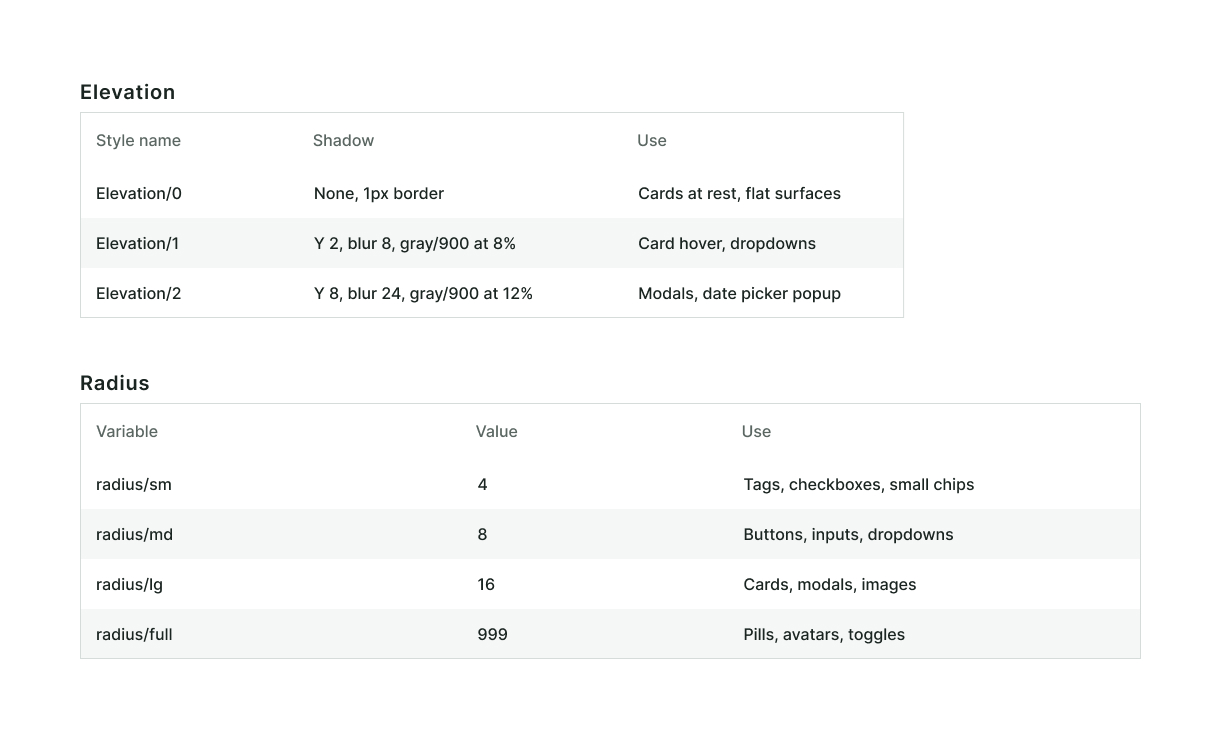 Elevation
Style name Shadow Use
Elevation/0 None, 1px border Cards at rest, flat surfaces
Elevation/1 Y 2, blur 8, gray/900 at 8% Card hover, dropdowns
Elevation/2 Y 8, blur 24, gray/900 at 12% Modals, date picker popup
Radius
Variable Value Use
radius/sm 4 Tags, checkboxes, small chips
radius/md 8 Buttons, inputs, dropdowns
radius/lg 16 Cards, modals, images
radius/full 999 Pills, avatars, toggles